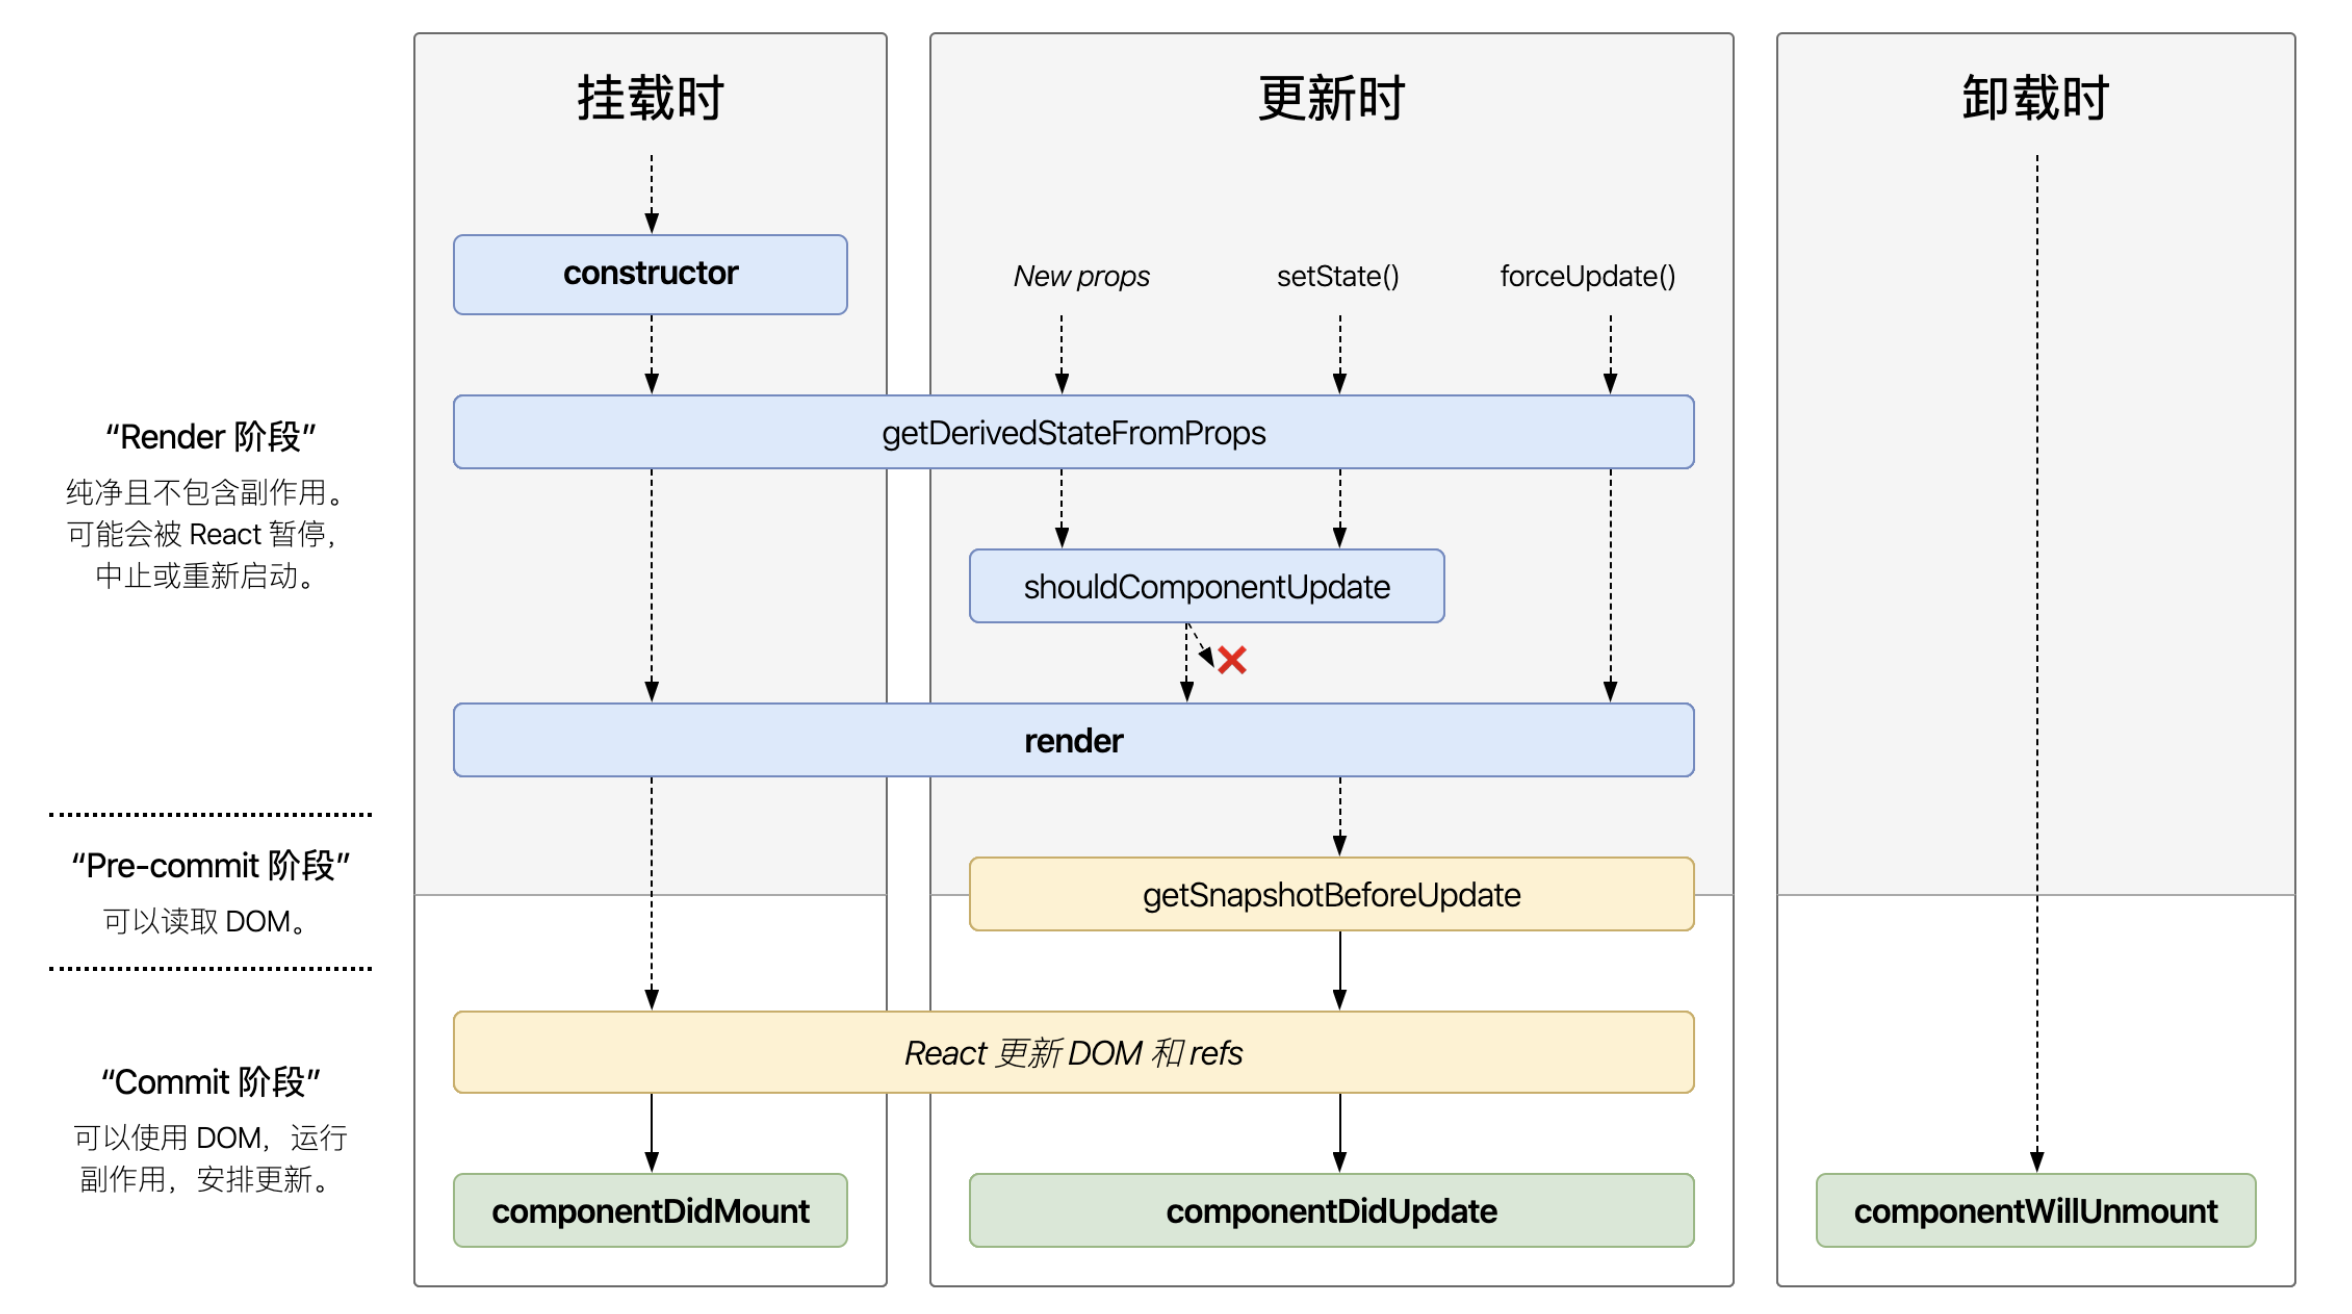 挂载时
更新时
卸载时
constructor
New props
setState()
forceUpdate()
getDerivedStateFromProps
“Render 阶段”
纯净且不包含副作用。
可能会被 React 暂停，
中止或重新启动。
shouldComponentUpdate
render
“Pre-commit 阶段”
可以读取 DOM。
getSnapshotBeforeUpdate
React 更新 DOM 和 refs
“Commit 阶段”
可以使用 DOM，运行
副作用，安排更新。
componentDidMount
componentDidUpdate
componentWillUnmount